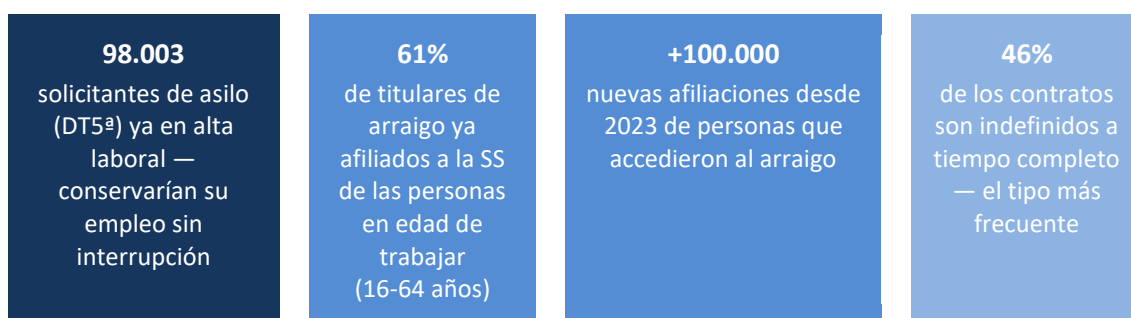 98.003
solicitantes de asilo
(DT5ª) ya en alta
laboral —
conservarían su
empleo sin
interrupción
61%
de titulares de
arraigo ya
afiliados a la SS
de las personas
en edad de
trabajar
(16-64 años)
+100.000
nuevas afiliaciones desde
2023 de personas que
accedieron al arraigo
46%
de los contratos
son indefinidos a
tiempo completo
— el tipo más
frecuente